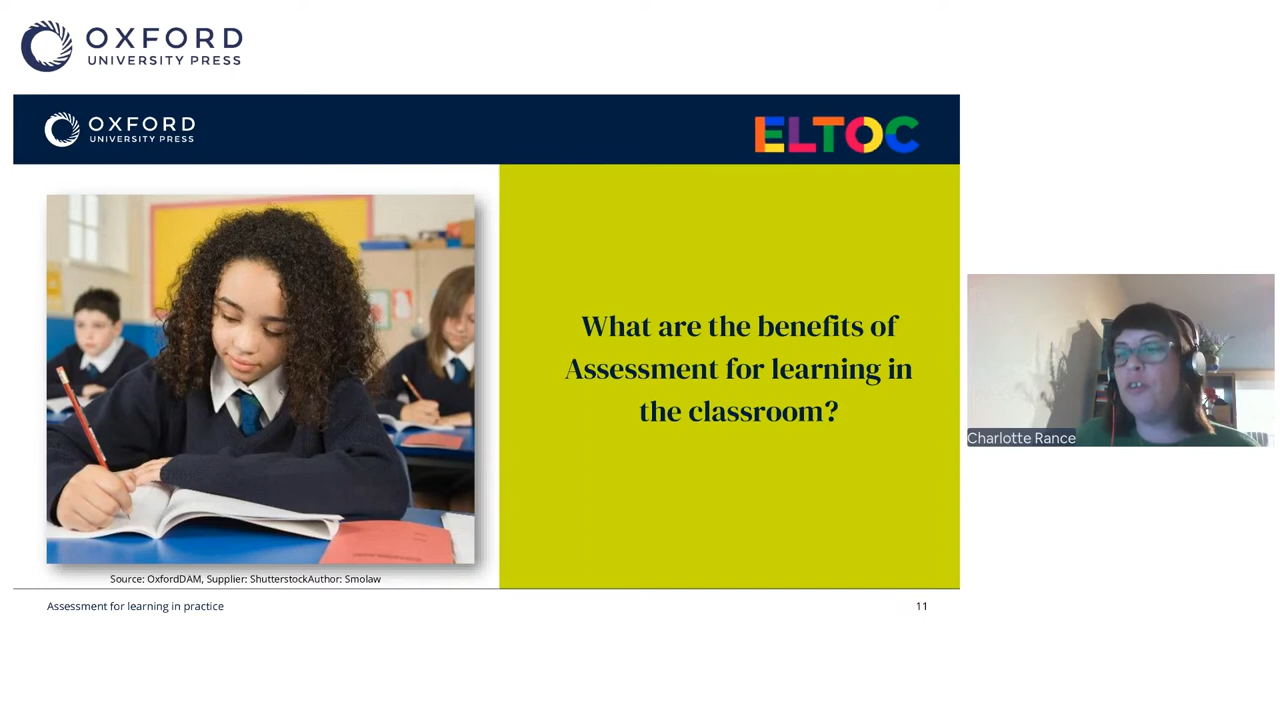 OXFORD
UNIVERSITY PRESS
OXFORD
UNIVERSITY PRESS
ELTOC
What are the benefits of
Assessment for learning in
the classroom?
Charlotte Rance
Source: OxfordDAM, Supplier: ShutterstockAuthor: Smolaw
Assessment for learning in practice
11